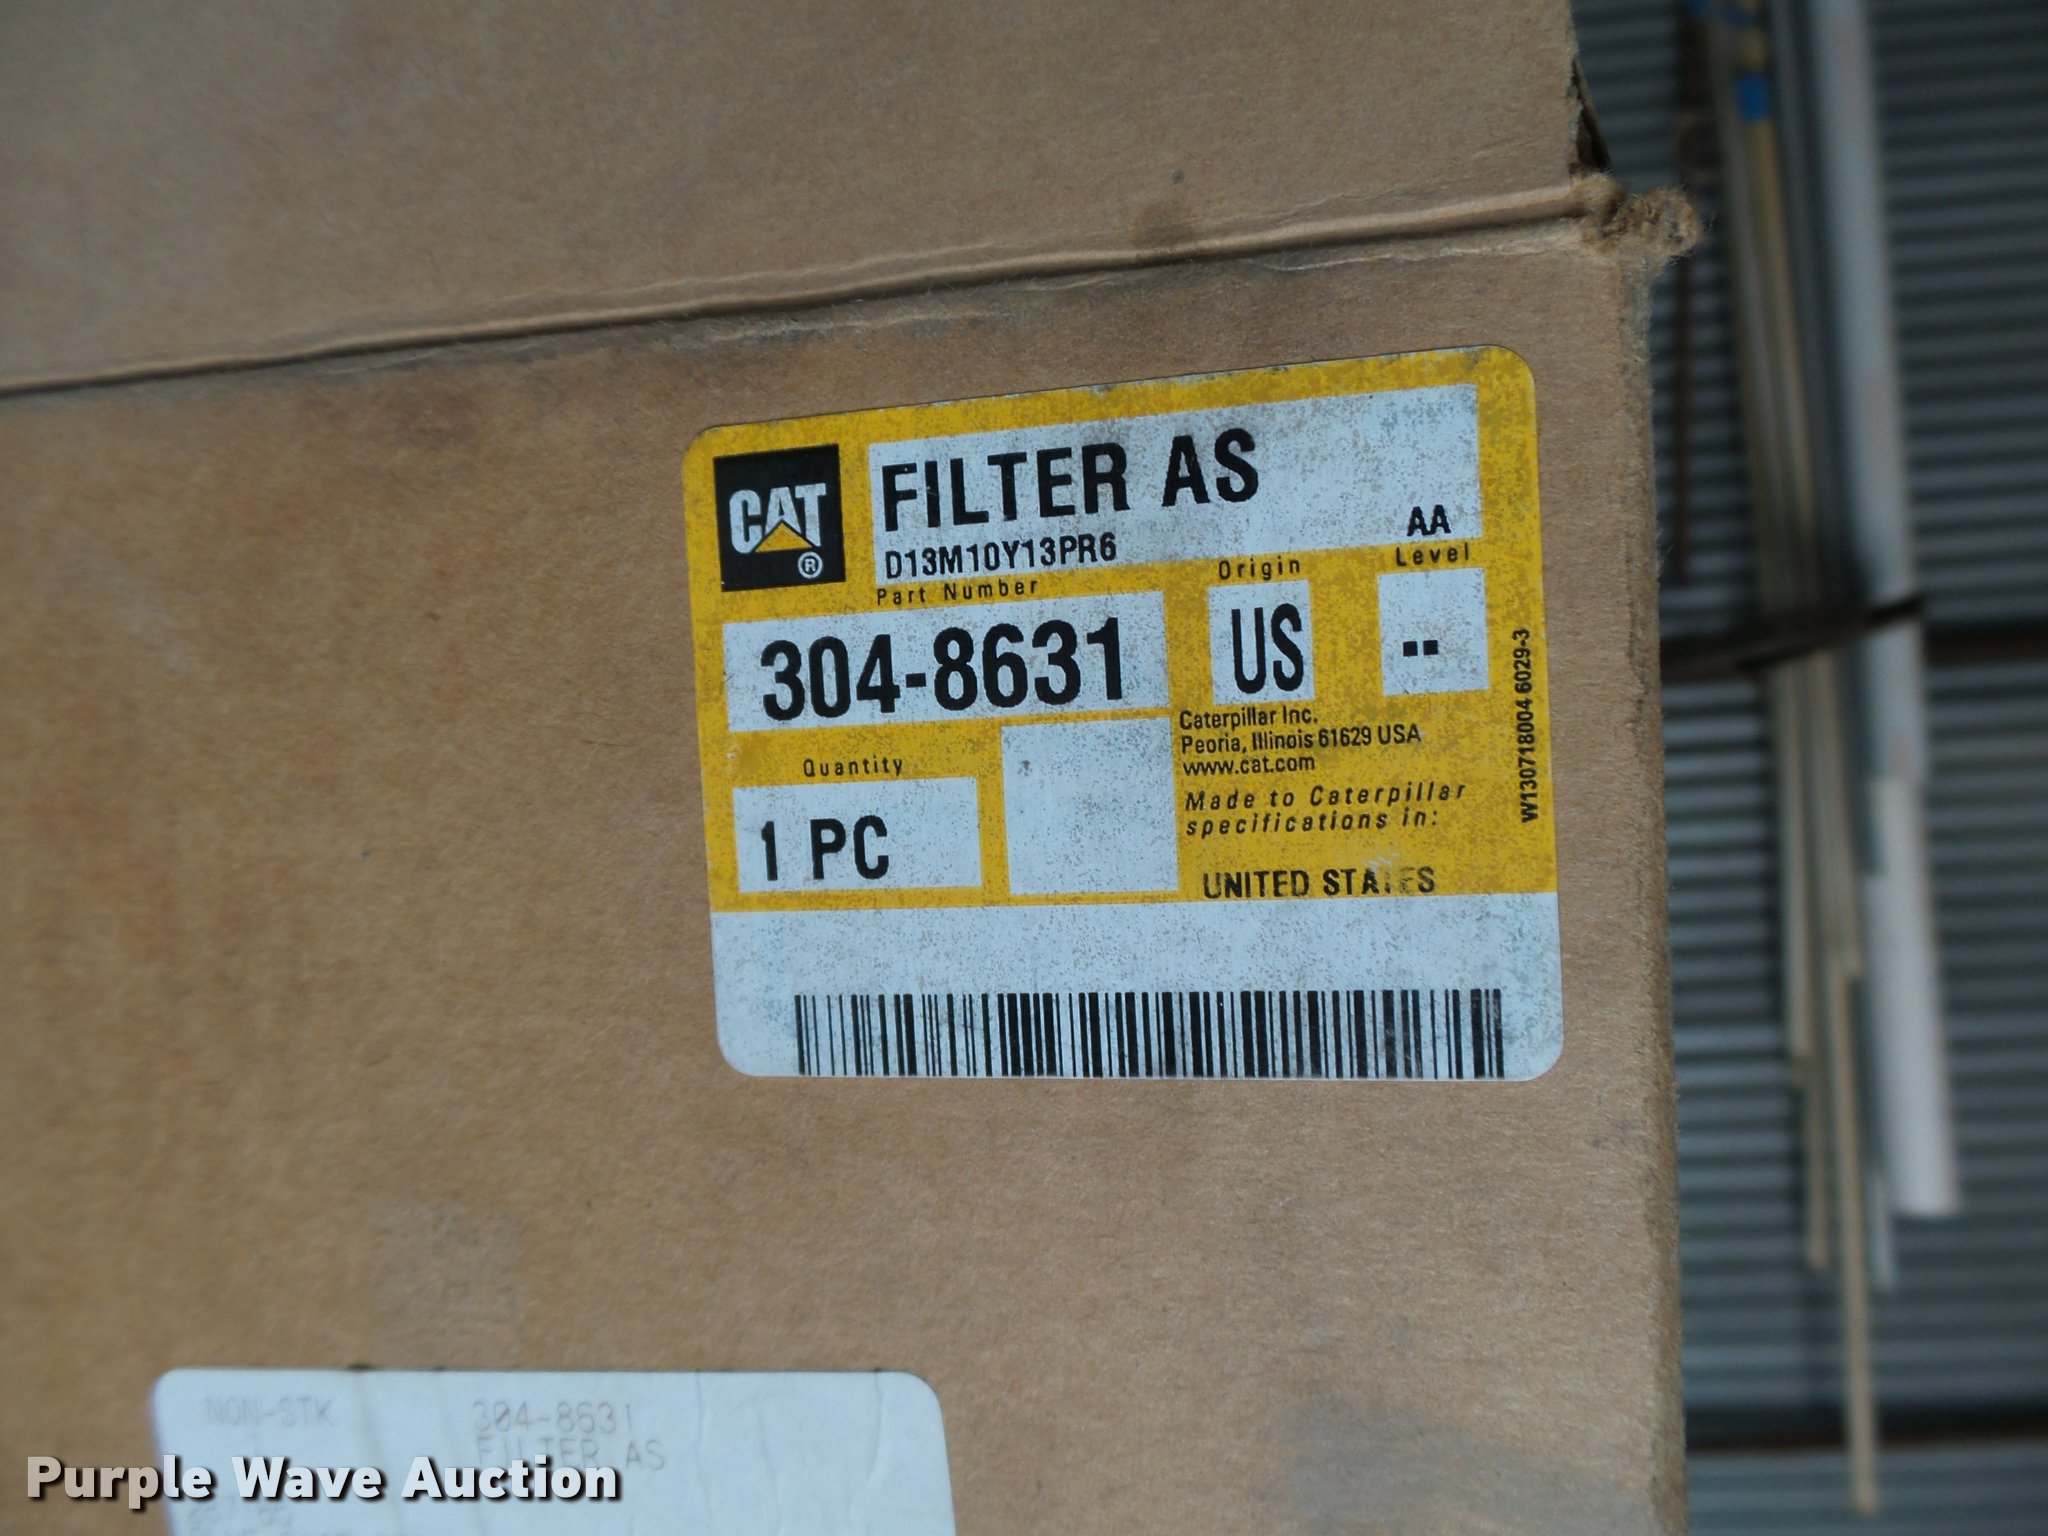 CAT
®
FILTER AS
D13M10Y13PR6
AA
Part Number
Origin
Level
304-8631
US
--
Caterpillar Inc.
Peoria, Illinois 61629 USA
www.cat.com
Made to Caterpillar
specifications in:
UNITED STATES
Quantity
1 PC
W130718004 6029-3
NON-STK
304-8631
FILTER AS
Purple Wave Auction